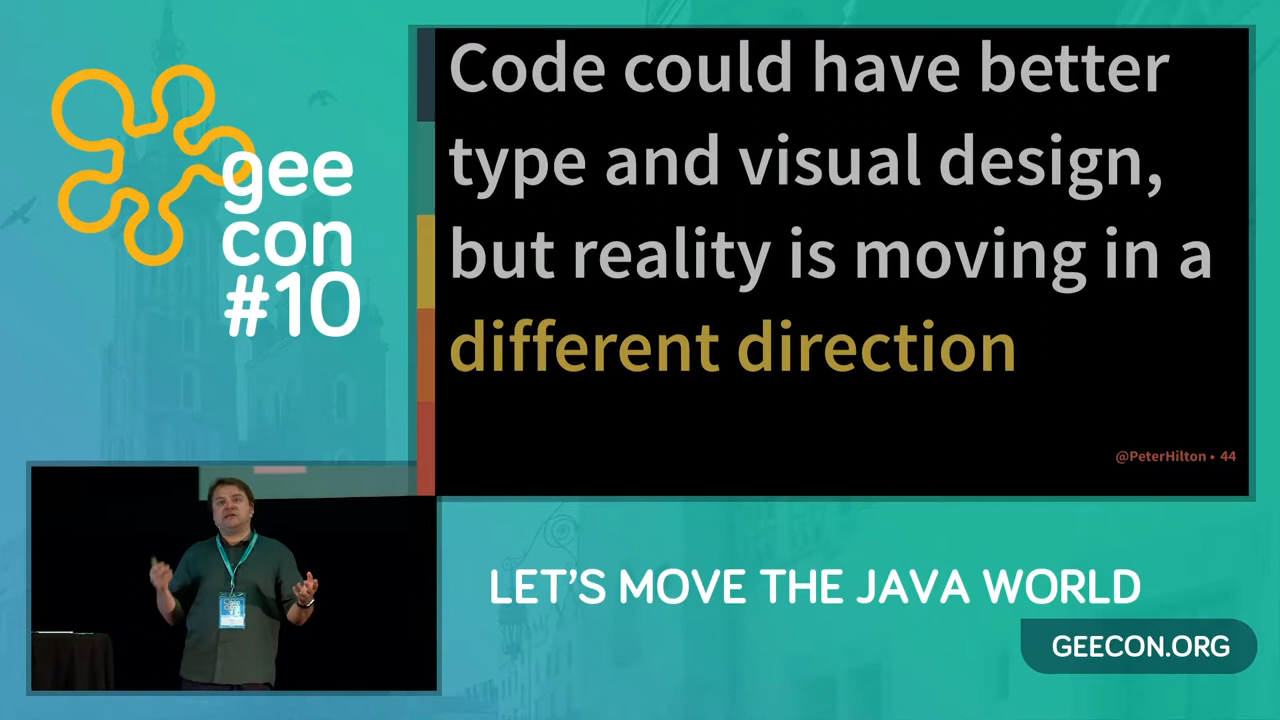 gee
con
#10
Code could have better
type and visual design,
but reality is moving in a
different direction
@PeterHilton • 44
LET'S MOVE THE JAVA WORLD
GEECON.ORG